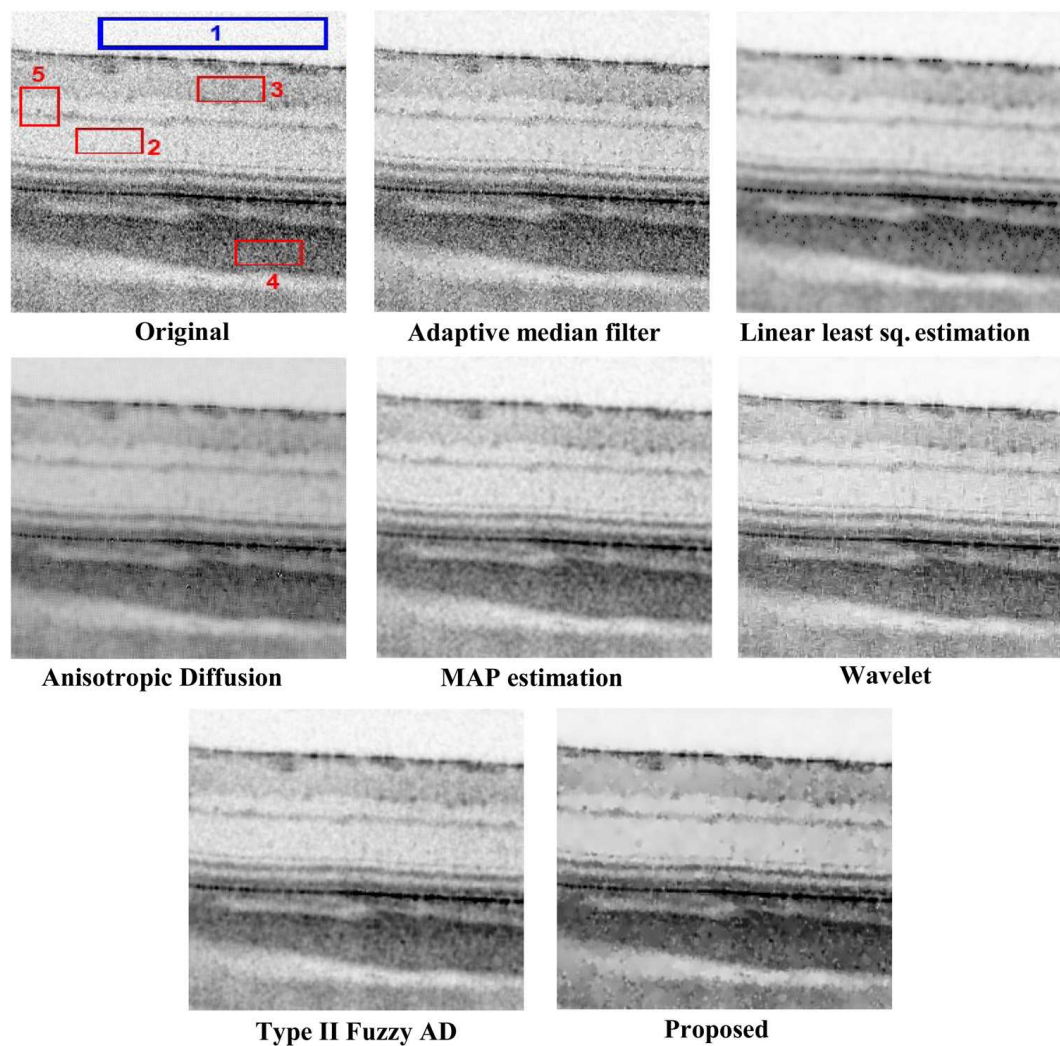 1
5
3
2
4
Original
Adaptive median filter
Linear least sq. estimation
Anisotropic Diffusion
MAP estimation
Wavelet
Type II Fuzzy AD
Proposed